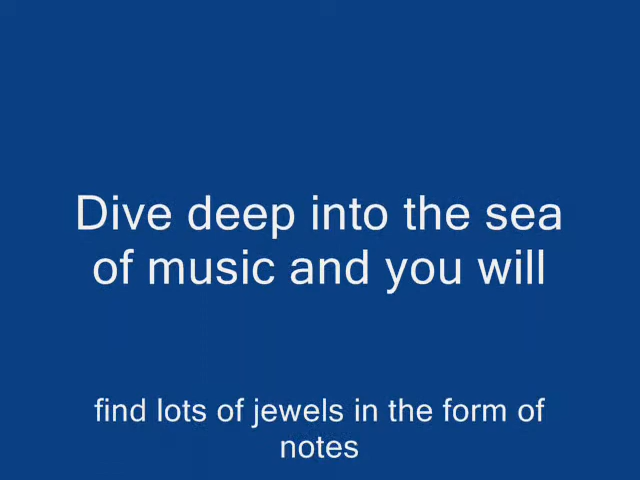 Dive deep into the sea
of music and you will
find lots of jewels in the form of
notes